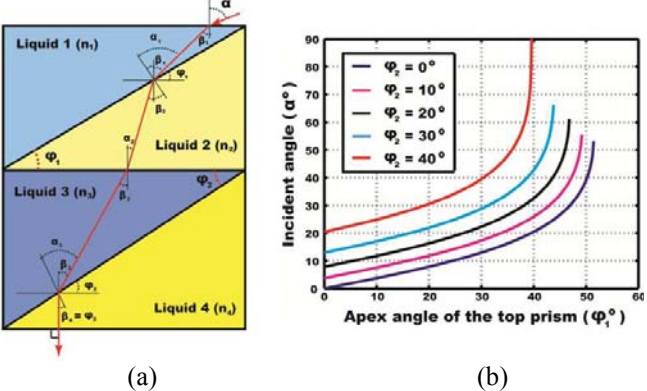 α
Liquid 1 (n₁)
α₁
β₁
β₁
φ₁
β₂
α₂
Liquid 2 (n₂)
φ₁
Liquid 3 (n₃)
β₃
φ₂
α₃
β₃
φ₂
β₄ = φ₂
Liquid 4 (n₄)
(a)
90
80
70
60
50
40
30
20
10
0
Incident angle (α°)
φ₂ = 0°
φ₂ = 10°
φ₂ = 20°
φ₂ = 30°
φ₂ = 40°
0 10 20 30 40 50 60
Apex angle of the top prism (φ₁°)
(b)